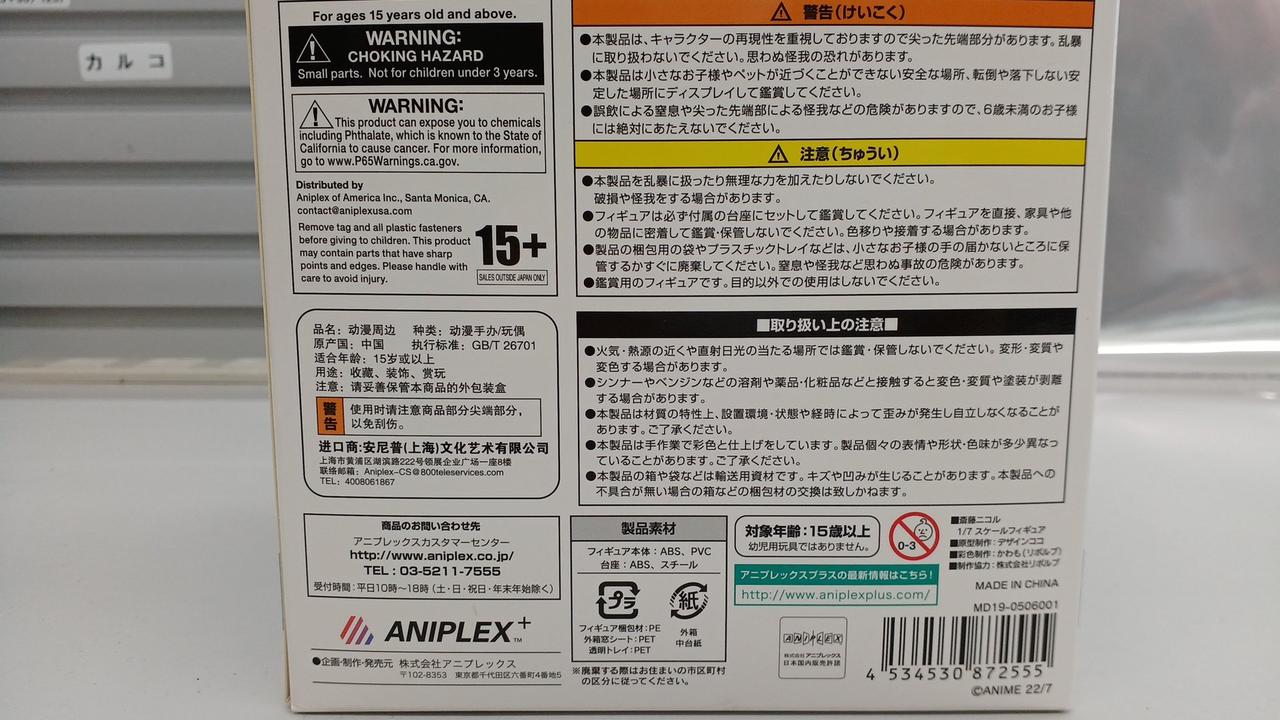 カルコ
For ages 15 years old and above.
WARNING:
CHOKING HAZARD
Small parts. Not for children under 3 years.
WARNING:
This product can expose you to chemicals
including Phthalate, which is known to the State of
California to cause cancer. For more information,
go to www.P65Warnings.ca.gov.
Distributed by
Aniplex of America Inc., Santa Monica, CA.
contact@aniplexusa.com
Remove tag and all plastic fasteners
before giving to children. This product
may contain parts that have sharp
points and edges. Please handle with
care to avoid injury.
15+
SALES OUTSIDE JAPAN ONLY
品名：动漫周边 种类：动漫手办/玩偶
原产国：中国 执行标准：GB/T 26701
适合年龄：15岁或以上
用途：收藏、装饰、赏玩
注意：请妥善保管本商品的外包装盒
警告
使用时请注意商品部分尖端部分，
以免刮伤。
进口商:安尼普(上海)文化艺术有限公司
上海市黄浦区湖滨路222号领展企业广场一座8楼
联络邮箱：Aniplex-CS@800teleservices.com
TEL：4008061867
商品のお問い合わせ先
アニプレックスカスタマーセンター
http://www.aniplex.co.jp/
TEL：03-5211-7555
受付時間：平日10時～18時（土・日・祝日・年末年始除く）
ANIPLEX+™
●企画・制作・発売元 株式会社アニプレックス
〒102-8353 東京都千代田区六番町4番地5
警告（けいこく）
●本製品は、キャラクターの再現性を重視しておりますので尖った先端部分があります。乱暴
に取り扱わないでください。思わぬ怪我の恐れがあります。
●本製品は小さなお子様やペットが近づくことができない安全な場所、転倒や落下しない安
定した場所にディスプレイして鑑賞してください。
●誤飲による窒息や尖った先端部による怪我などの危険がありますので、6歳未満のお子様
には絶対にあたえないでください。
注意（ちゅうい）
●本製品を乱暴に扱ったり無理な力を加えたりしないでください。
破損や怪我をする場合があります。
●フィギュアは必ず付属の台座にセットして鑑賞してください。フィギュアを直接、家具や他
の物品に密着して鑑賞・保管しないでください。色移りや接着する場合があります。
●製品の梱包用の袋やプラスチックトレイなどは、小さなお子様の手の届かないところに保
管するかすぐに廃棄してください。窒息や怪我など思わぬ事故の危険があります。
●鑑賞用のフィギュアです。目的以外での使用はしないでください。
■取り扱い上の注意■
●火気・熱源の近くや直射日光の当たる場所では鑑賞・保管しないでください。変形・変質や
変色する場合があります。
●シンナーやベンジンなどの溶剤や薬品・化粧品などと接触すると変色・変質や塗装が剥離
する場合があります。
●本製品は材質の特性上、設置環境・状態や経時によって歪みが発生し自立しなくなることが
あります。ご了承ください。
●本製品は手作業で彩色と仕上げをしています。製品個々の表情や形状・色味が多少異なっ
ていることがあります。ご了承ください。
●本製品の箱や袋などは輸送用資材です。キズや凹みが生じることがあります。本製品への
不具合が無い場合の箱などの梱包材の交換は致しかねます。
製品素材
フィギュア本体：ABS、PVC
台座：ABS、スチール
プラ
紙
フィギュア梱包材：PE
外箱窓シート：PET
透明トレイ：PET
外箱
中台紙
※廃棄する際はお住まいの市区町村
の区分に従ってください。
対象年齢：15歳以上
幼児用玩具ではありません。
0-3
アニプレックスプラスの最新情報はこちら！
http://www.aniplexplus.com/
■斎藤ニコル
1/7 スケールフィギュア
■原型制作：デザインココ
■彩色制作：かわも（リボルブ）
■制作協力：株式会社リボルブ
MADE IN CHINA
MD19-0506001
ANIPLEX
株式会社アニプレックス
日本国内販売許諾
4 534530 872555
©ANIME 22/7